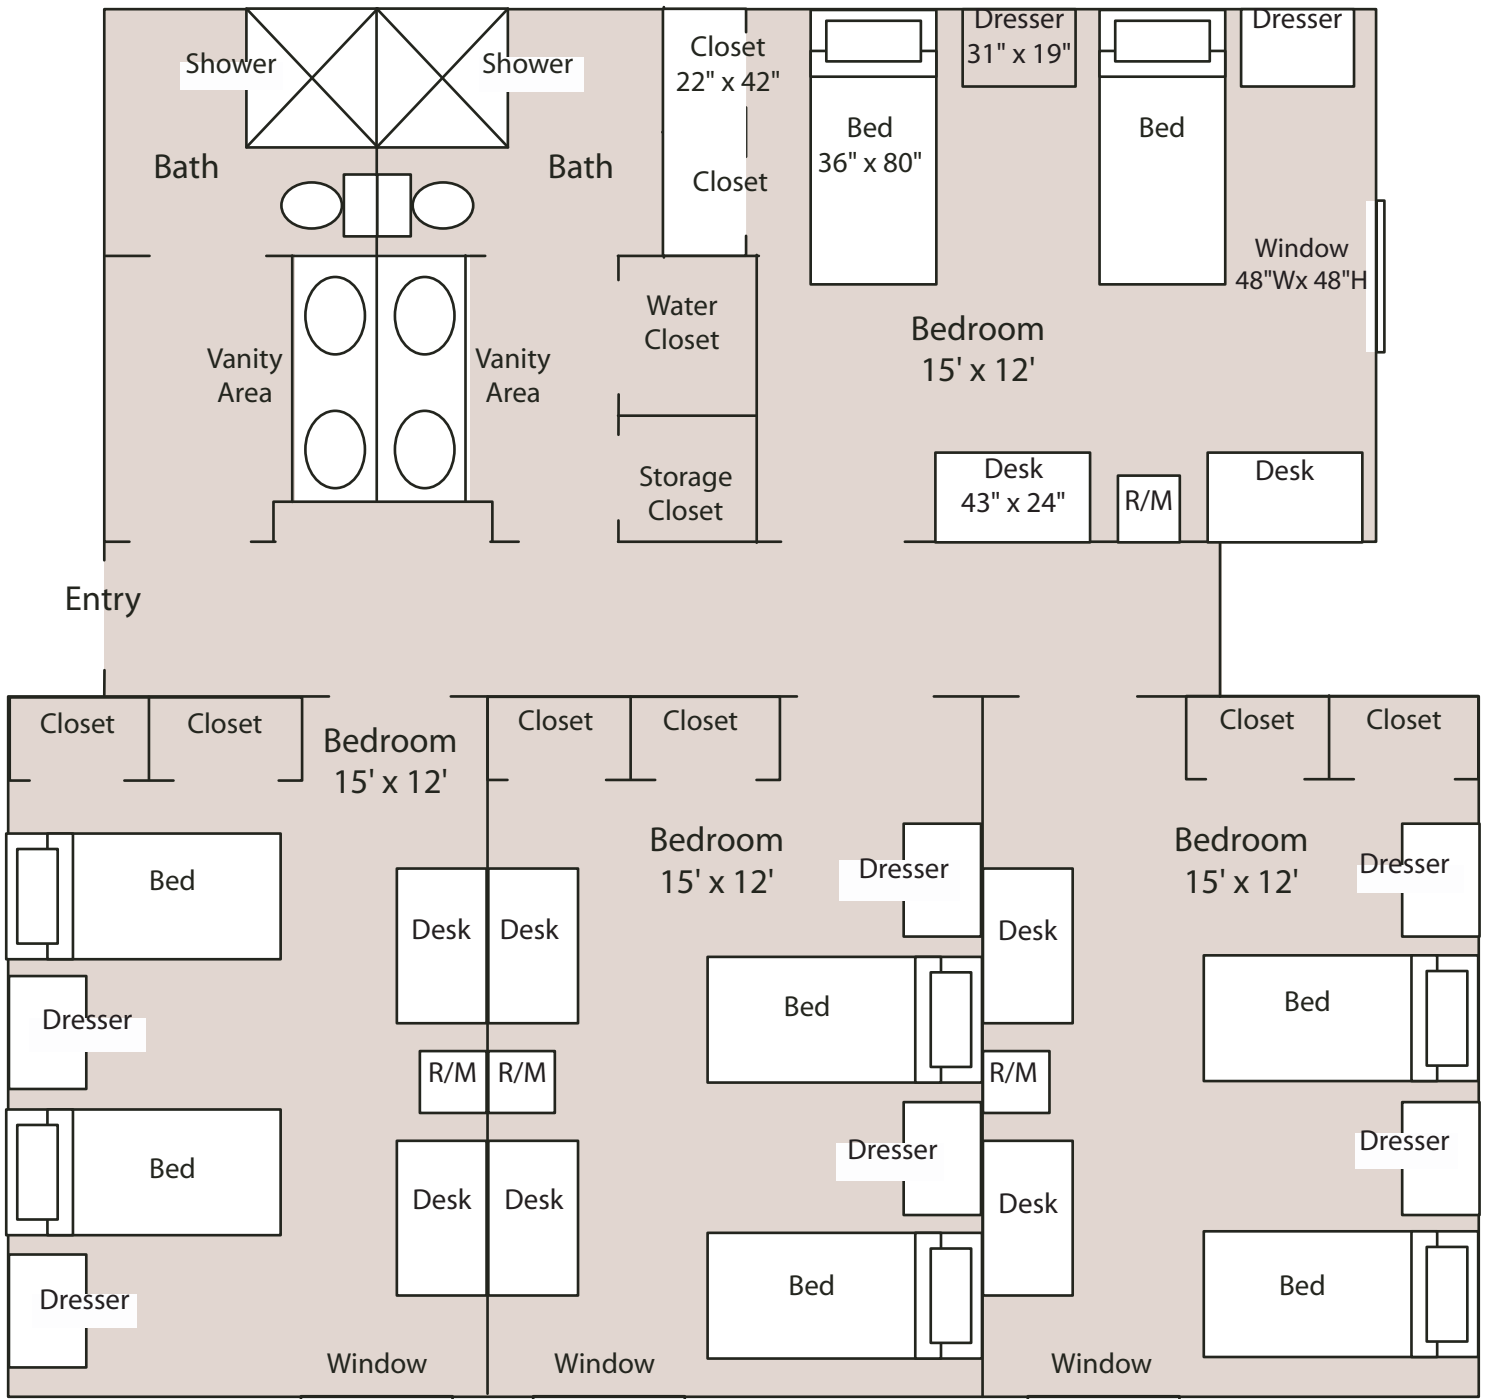 Shower
Shower
Closet
22" x 42"
Dresser
31" x 19"
Dresser
Bath
Bath
Closet
Bed
36" x 80"
Bed
Window
48"Wx 48"H
Water
Closet
Bedroom
15' x 12'
Vanity
Area
Vanity
Area
Storage
Closet
Desk
43" x 24"
R/M
Desk
Entry
Closet
Closet
Bedroom
15' x 12'
Closet
Closet
Closet
Closet
Bedroom
15' x 12'
Dresser
Bedroom
15' x 12'
Dresser
Bed
Desk
Desk
Desk
Dresser
Bed
Bed
R/M
R/M
R/M
Bed
Desk
Desk
Dresser
Desk
Dresser
Dresser
Bed
Bed
Window
Window
Window